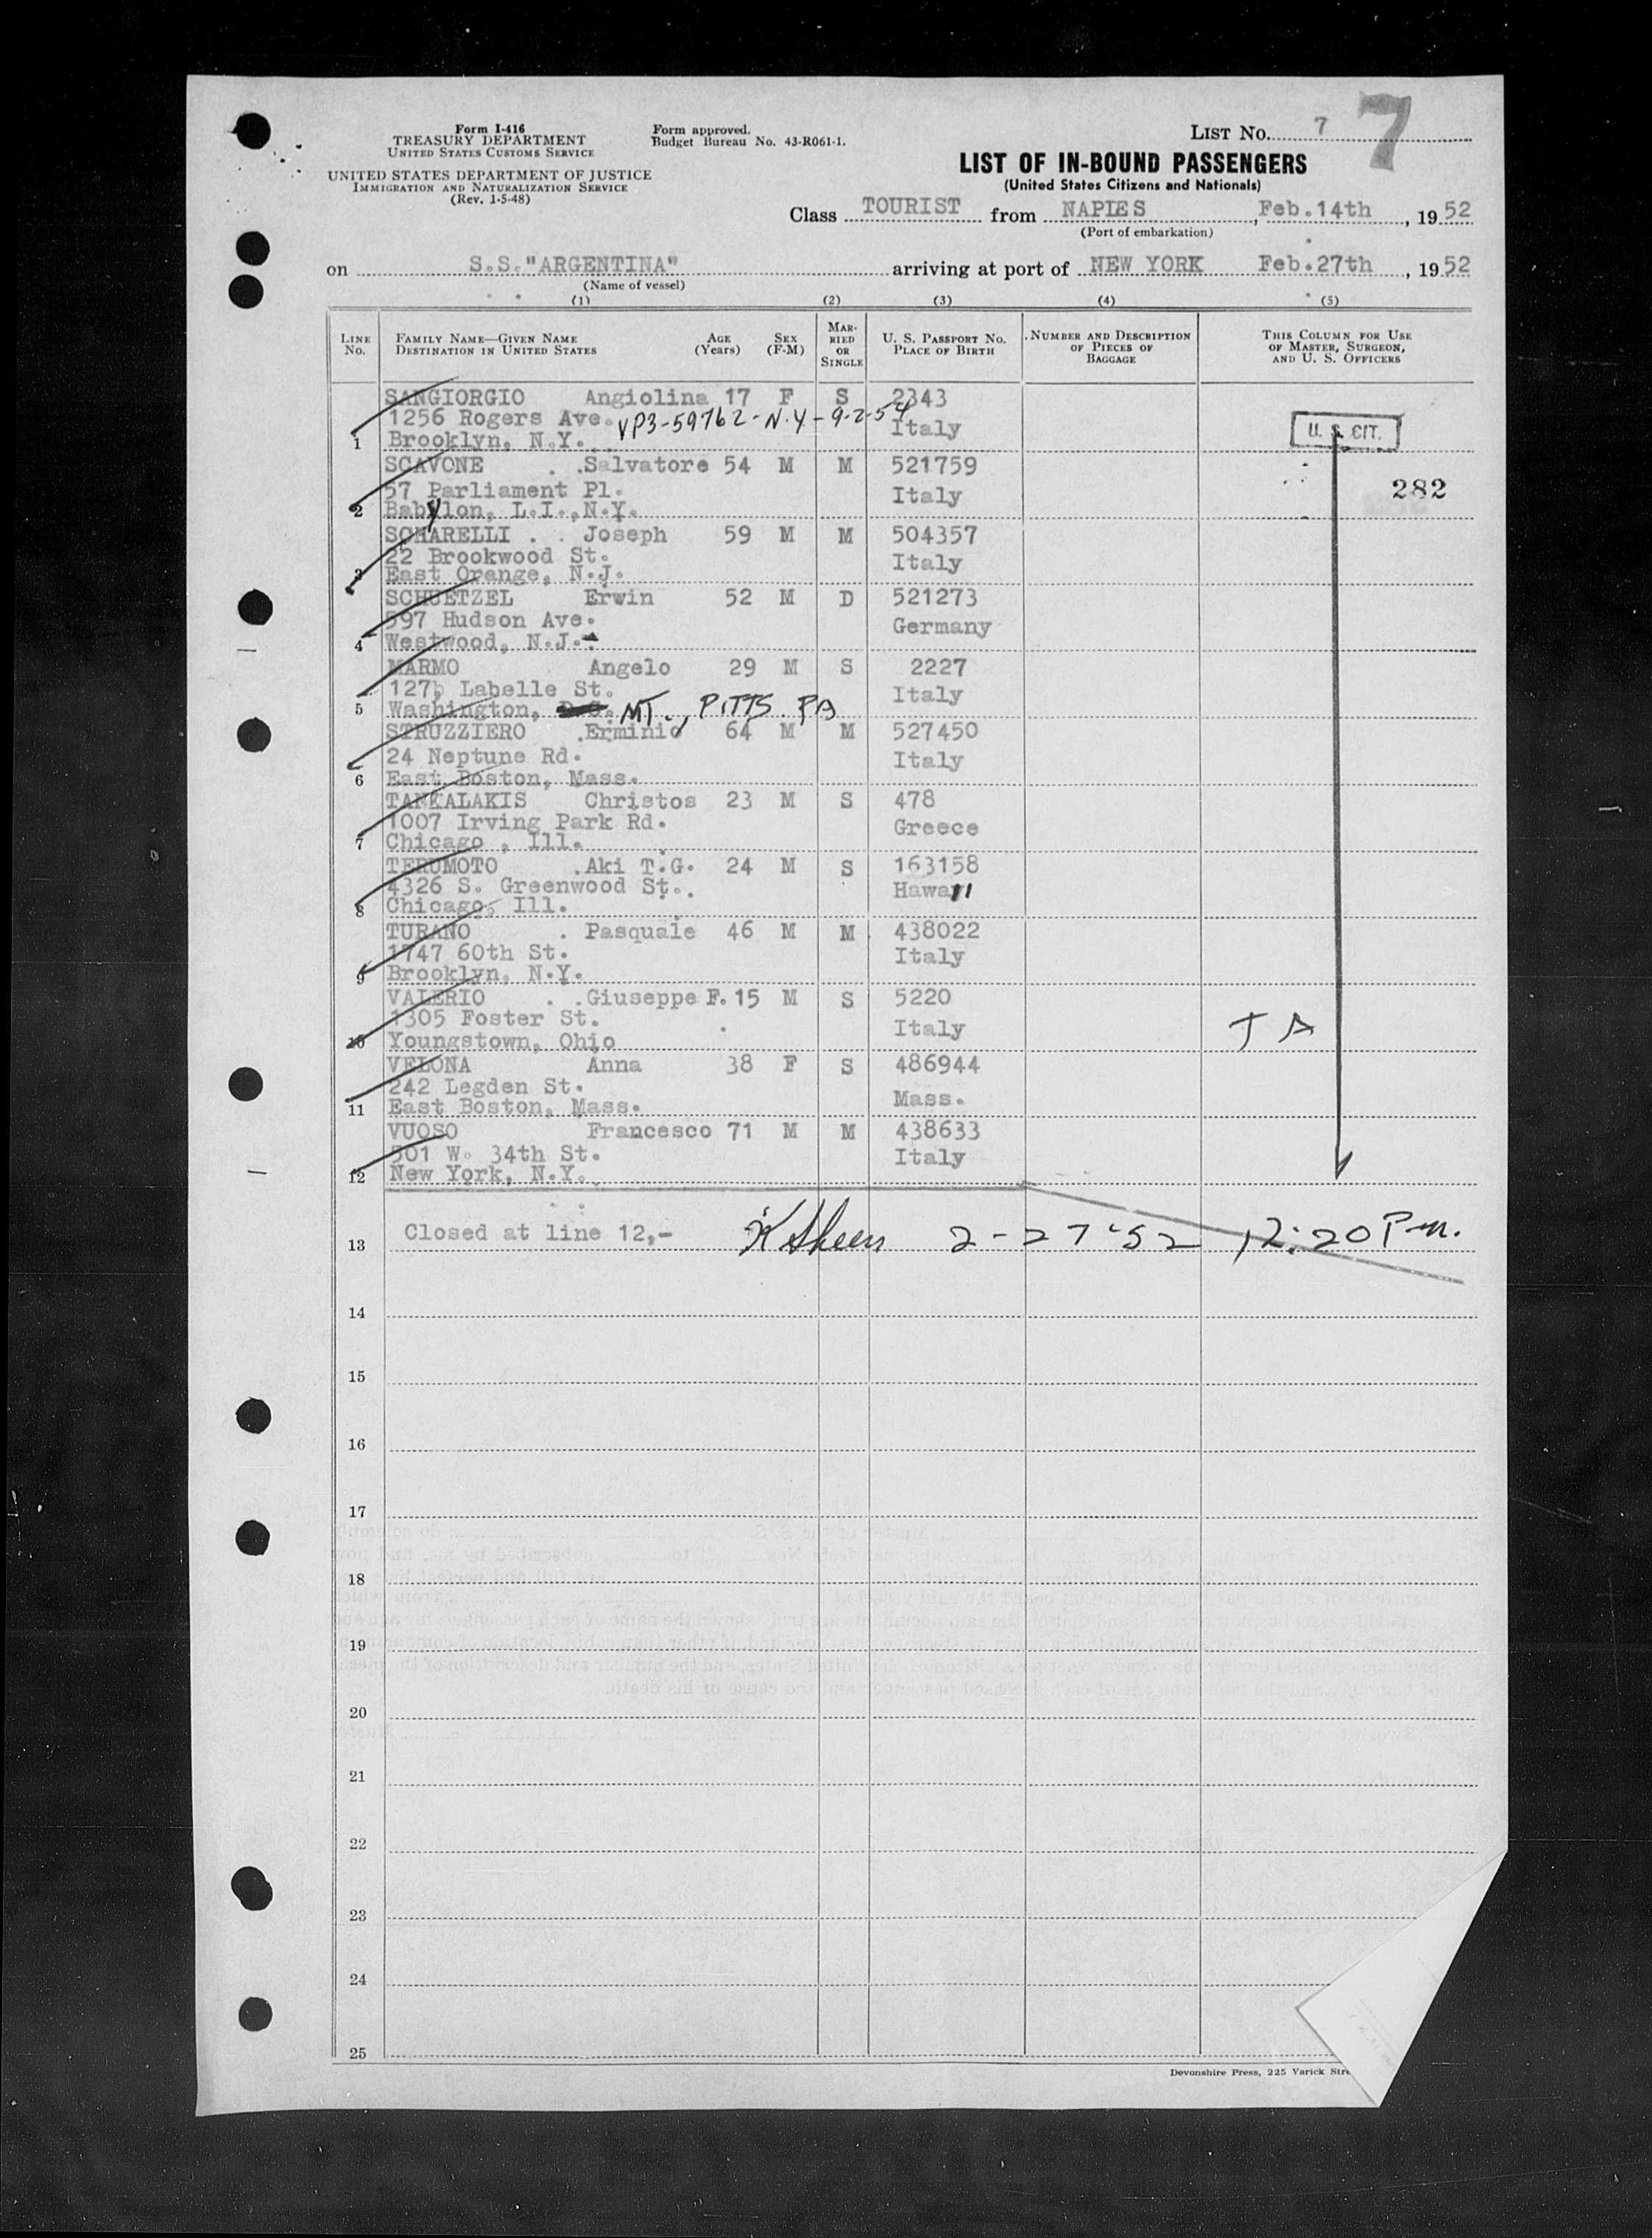 7
Form I-416
TREASURY DEPARTMENT
UNITED STATES CUSTOMS SERVICE
UNITED STATES DEPARTMENT OF JUSTICE
IMMIGRATION AND NATURALIZATION SERVICE
(Rev. 1-5-48)
Form approved.
Budget Bureau No. 43-R061-1.
LIST No. 7
LIST OF IN-BOUND PASSENGERS
(United States Citizens and Nationals)
Class TOURIST from NAPLES, Feb.14th, 1952
(Port of embarkation)
on S.S."ARGENTINA" arriving at port of NEW YORK Feb.27th, 1952
(Name of vessel)
(1) (2) (3) (4) (5)
LINE No. FAMILY NAME—GIVEN NAME DESTINATION IN UNITED STATES AGE (Years) SEX (F-M) MARRIED OR SINGLE U. S. PASSPORT No. PLACE OF BIRTH NUMBER AND DESCRIPTION OF PIECES OF BAGGAGE THIS COLUMN FOR USE OF MASTER, SURGEON, AND U. S. OFFICERS
SANGIORGIO Angiolina 17 F S 2343
1256 Rogers Ave. VP3-59762-N.Y-9-2-54 Italy
1 Brooklyn, N.Y. U. S. CIT.
SCAVONE Salvatore 54 M M 521759
57 Parliament Pl. Italy 282
2 Babylon, L.I.,N.Y.
SCHARELLI Joseph 59 M M 504357
22 Brookwood St. Italy
3 East Orange, N.J.
SCHUETZEL Erwin 52 M D 521273
597 Hudson Ave. Germany
4 Westwood, N.J.
MARMO Angelo 29 M S 2227
127 Labelle St. Italy
5 Washington, MT., PITTS. PA
STRUZZIERO Erminio 64 M M 527450
24 Neptune Rd. Italy
6 East Boston, Mass.
TANKALAKIS Christos 23 M S 478
1007 Irving Park Rd. Greece
7 Chicago , Ill.
TERUMOTO Aki T.G. 24 M S 163158
4326 S. Greenwood St. Hawaii
8 Chicago, Ill.
TURANO Pasquale 46 M M 438022
1747 60th St. Italy
9 Brooklyn, N.Y.
VALERIO Giuseppe F. 15 M S 5220
1305 Foster St. Italy T A
10 Youngstown, Ohio
VELONA Anna 38 F S 486944
242 Legden St. Mass.
11 East Boston, Mass.
VUOSO Francesco 71 M M 438633
501 W. 34th St. Italy
12 New York, N.Y.
13 Closed at line 12,- 2-27-52 12:20 P.m.
14
15
16
17
18
19
20
21
22
23
24
25
Devonshire Press, 225 Varick